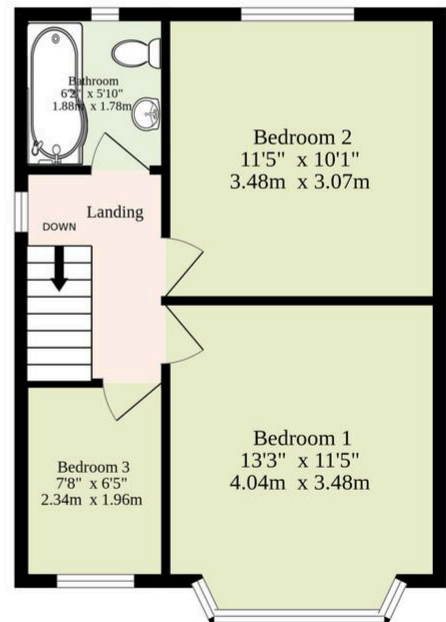 Bathroom
6'2" x 5'10"
1.88m x 1.78m
Bedroom 2
11'5" x 10'1"
3.48m x 3.07m
Landing
DOWN
Bedroom 1
13'3" x 11'5"
4.04m x 3.48m
Bedroom 3
7'8" x 6'5"
2.34m x 1.96m